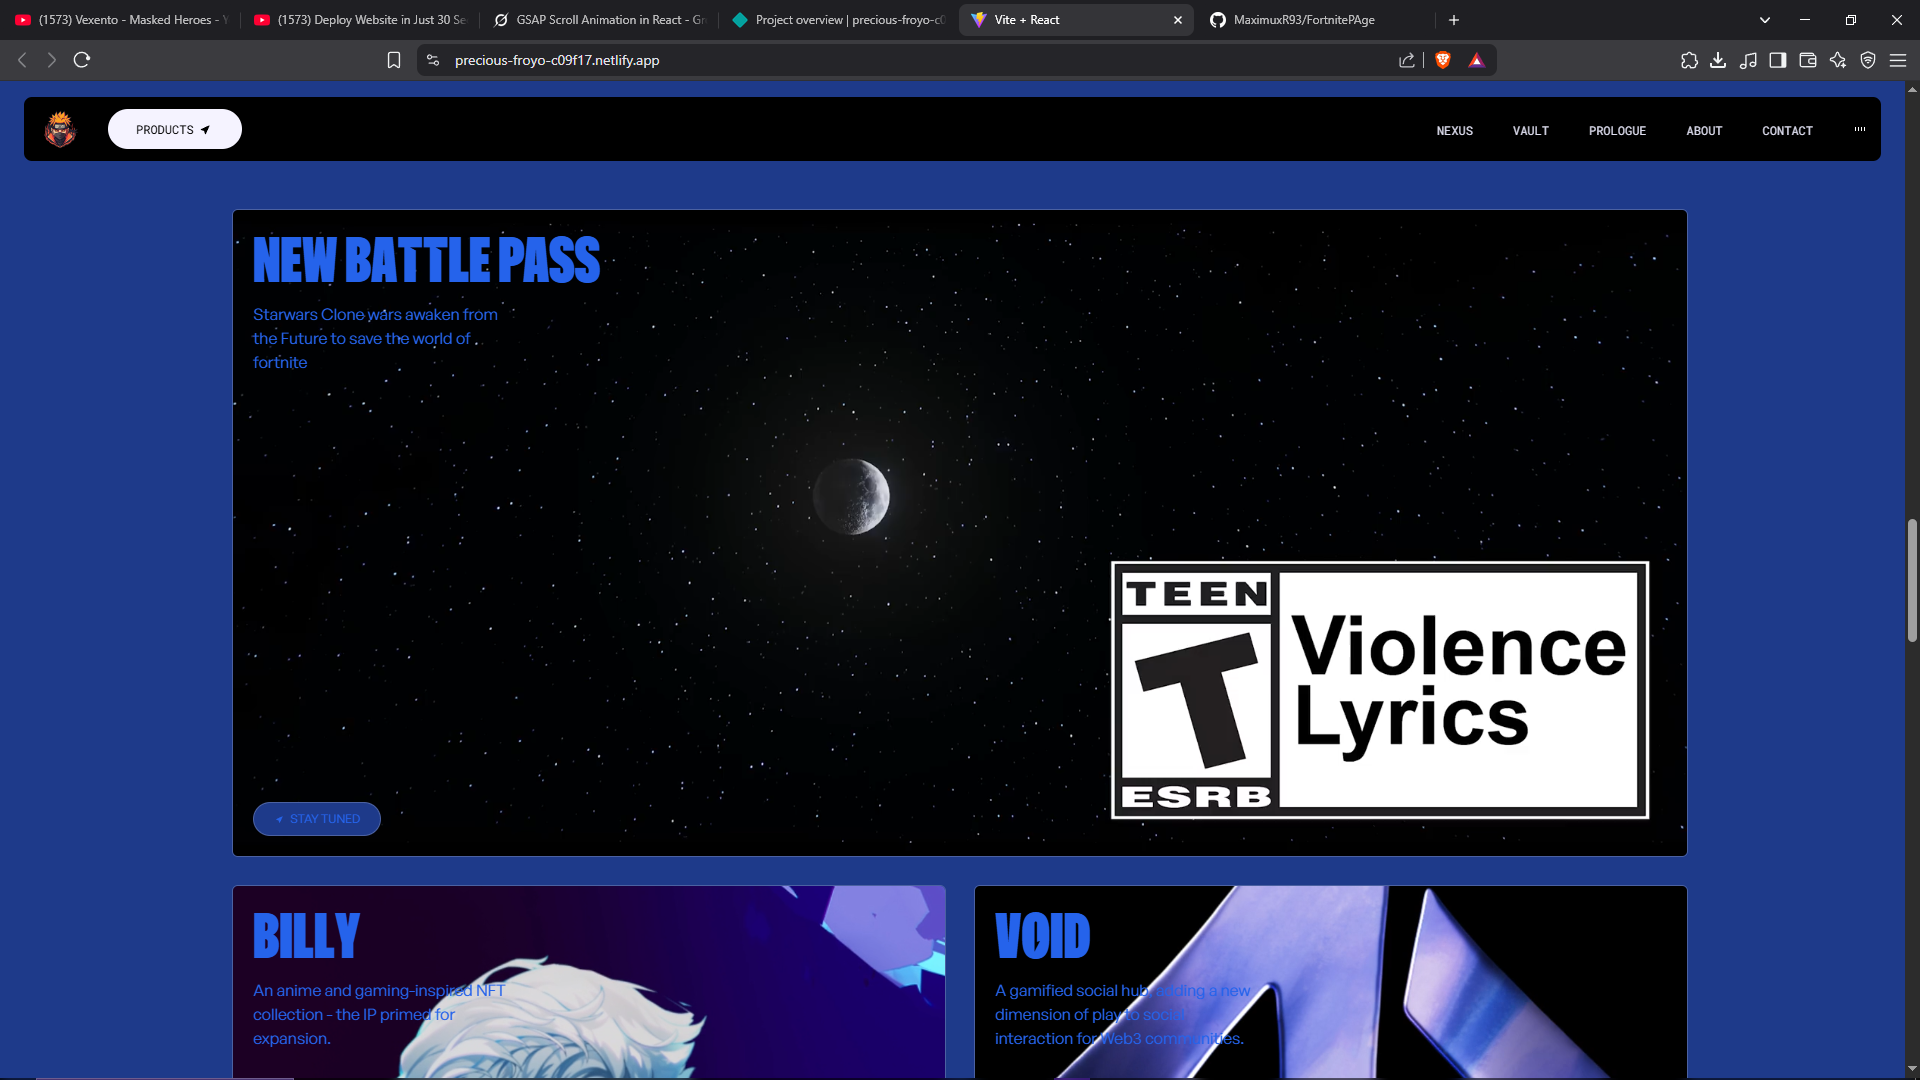 (1573) Vexento - Masked Heroes - Y
(1573) Deploy Website in Just 30 Se
GSAP Scroll Animation in React - Gr
Project overview | precious-froyo-c0
Vite + React
MaximuxR93/FortnitePAge
precious-froyo-c09f17.netlify.app
PRODUCTS
NEXUS
VAULT
PROLOGUE
ABOUT
CONTACT
NEW BATTLE PASS
Starwars Clone wars awaken from
the Future to save the world of
fortnite
TEEN
T
ESRB
Violence
Lyrics
STAY TUNED
BILLY
An anime and gaming-inspired NFT
collection - the IP primed for
expansion.
VOID
A gamified social hub, adding a new
dimension of play to social
interaction for Web3 communities.